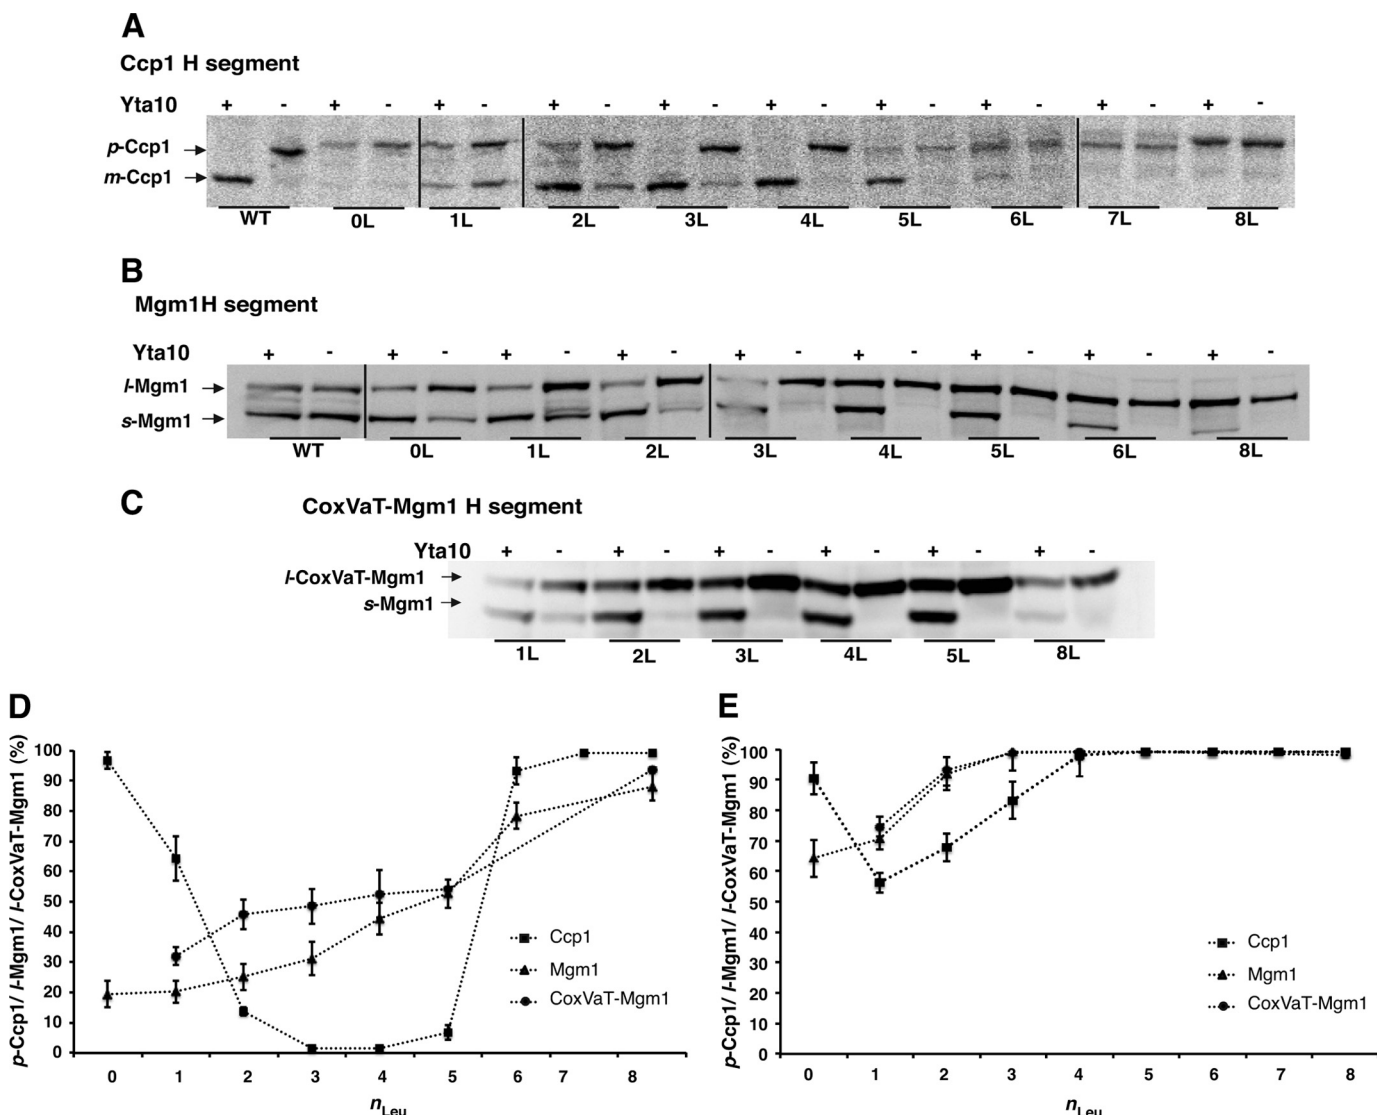 A
Ccp1 H segment
Yta10 + - + - + - + - + - + - + - + - + - + -
p-Ccp1
m-Ccp1
WT 0L 1L 2L 3L 4L 5L 6L 7L 8L
B
Mgm1H segment
Yta10 + - + - + - + - + - + - + - + - + -
l-Mgm1
s-Mgm1
WT 0L 1L 2L 3L 4L 5L 6L 8L
C
CoxVaT-Mgm1 H segment
Yta10 + - + - + - + - + - + -
l-CoxVaT-Mgm1
s-Mgm1
1L 2L 3L 4L 5L 8L
D
p-Ccp1/ l-Mgm1/ l-CoxVaT-Mgm1 (%)
100
90
80
70
60
50
40
30
20
10
0
0 1 2 3 4 5 6 7 8
nLeu
Ccp1
Mgm1
CoxVaT-Mgm1
E
p-Ccp1/ l-Mgm1/ l-CoxVaT-Mgm1 (%)
100
90
80
70
60
50
40
30
20
10
0
0 1 2 3 4 5 6 7 8
nLeu
Ccp1
Mgm1
CoxVaT-Mgm1